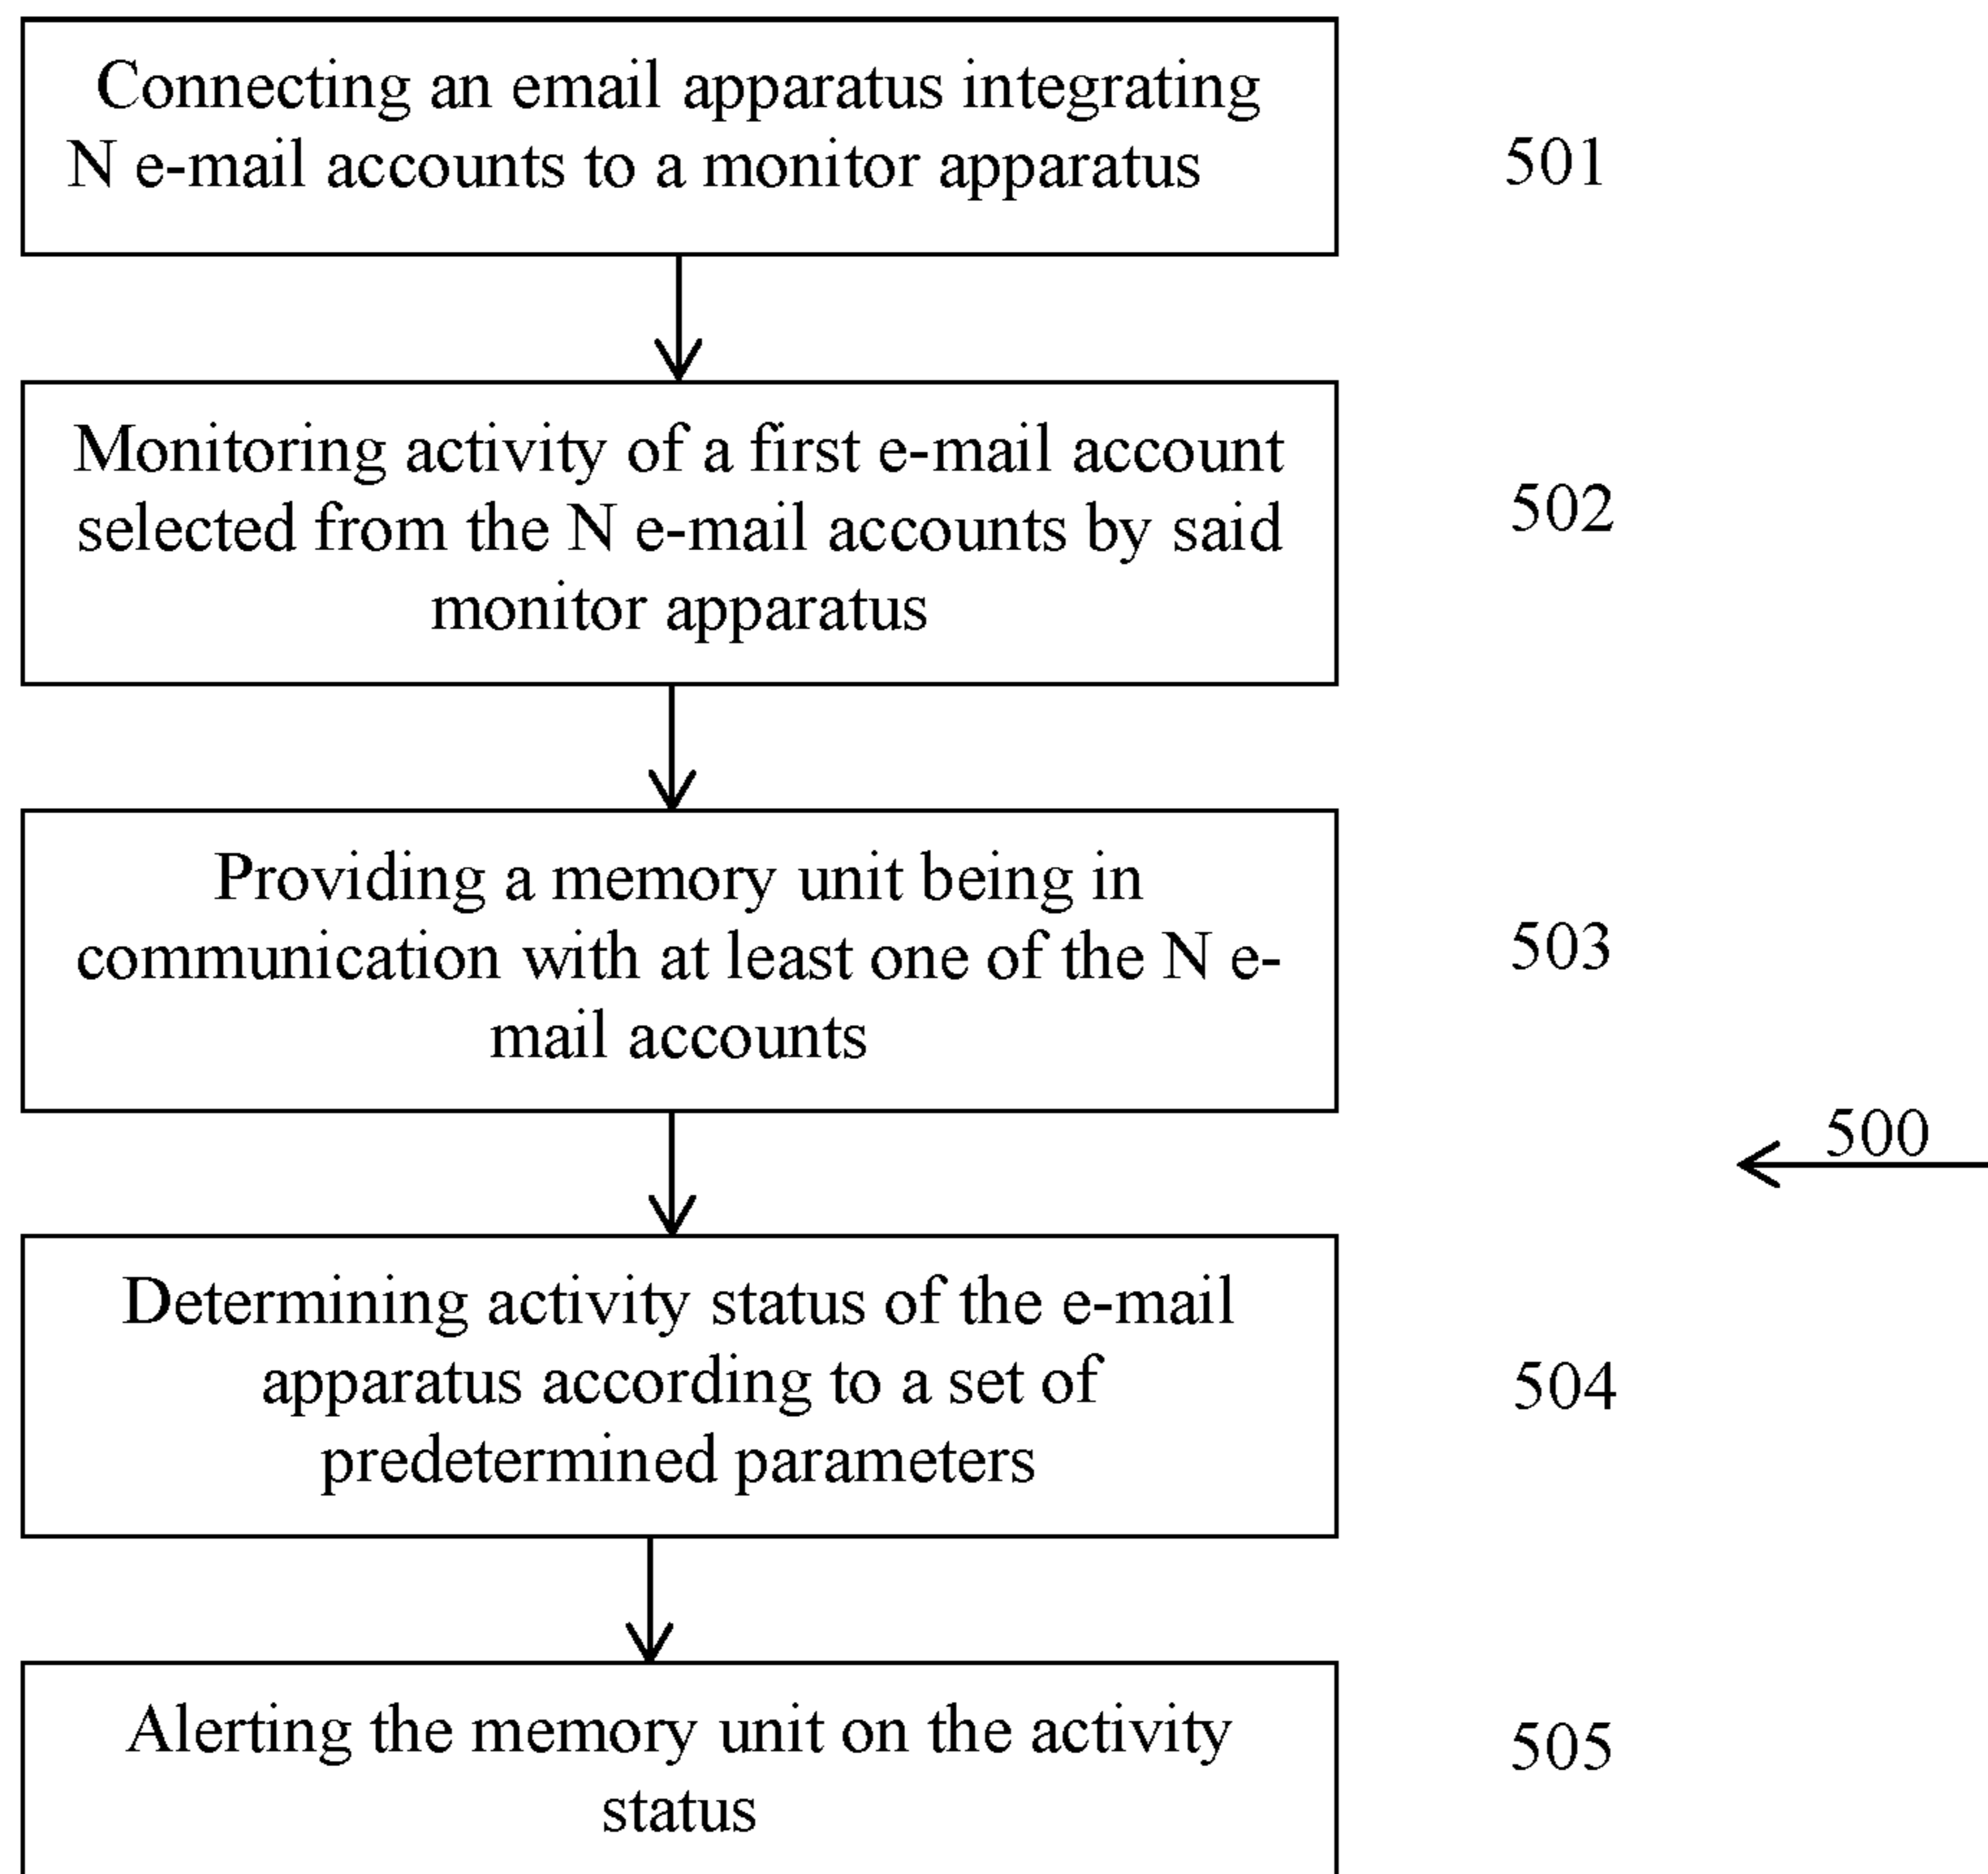 Connecting an email apparatus integrating
N e-mail accounts to a monitor apparatus
501
Monitoring activity of a first e-mail account
selected from the N e-mail accounts by said
monitor apparatus
502
Providing a memory unit being in
communication with at least one of the N e-
mail accounts
503
500
Determining activity status of the e-mail
apparatus according to a set of
predetermined parameters
504
Alerting the memory unit on the activity
status
505